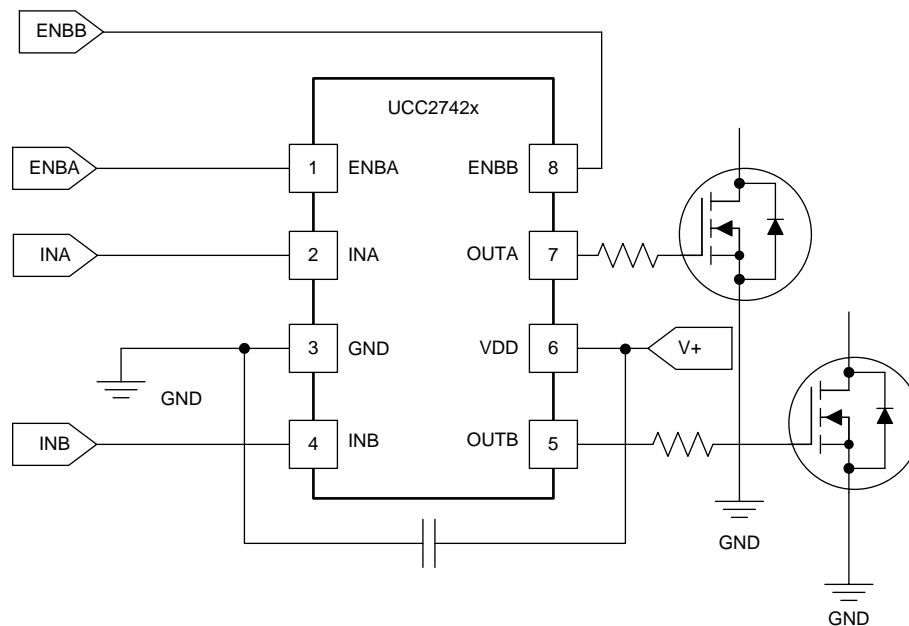 ENBB
UCC2742x
ENBA
1
ENBA
ENBB
8
INA
2
INA
OUTA
7
GND
3
GND
VDD
6
V+
INB
4
INB
OUTB
5
GND
GND